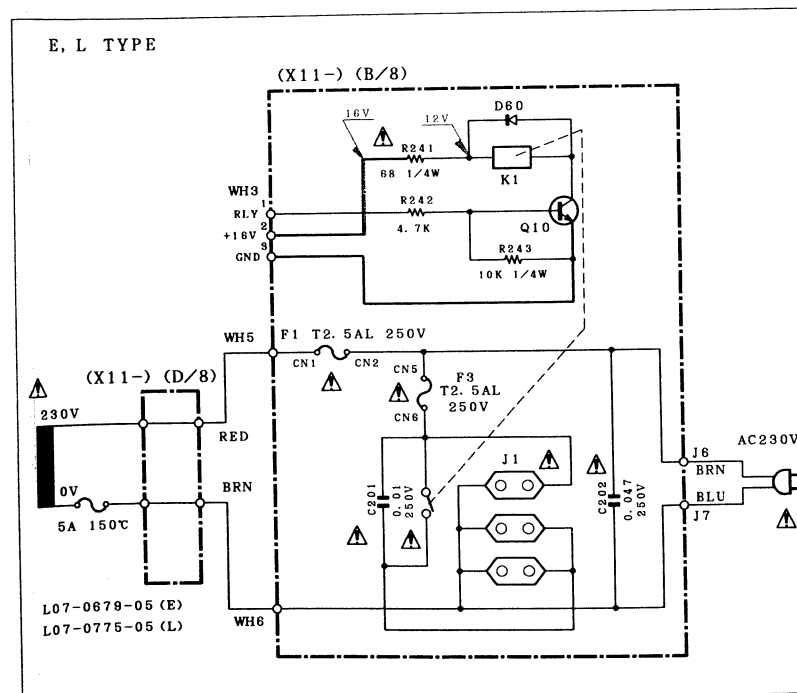 E, L TYPE
(X11-) (B/8)
D60
16V
12V
R241
68 1/4W
K1
WH3
1
RLY
R242
4.7K
2
+16V
Q10
3
GND
R243
10K 1/4W
WH5
F1 T2.5AL 250V
CN1
CN2
(X11-) (D/8)
CN5
F3
T2.5AL
250V
CN6
230V
RED
J1
J6
AC230V
BRN
0V
BRN
C201
0.01
250V
C202
0.047
250V
BLU
J7
5A 150℃
L07-0679-05 (E)
L07-0775-05 (L)
WH6